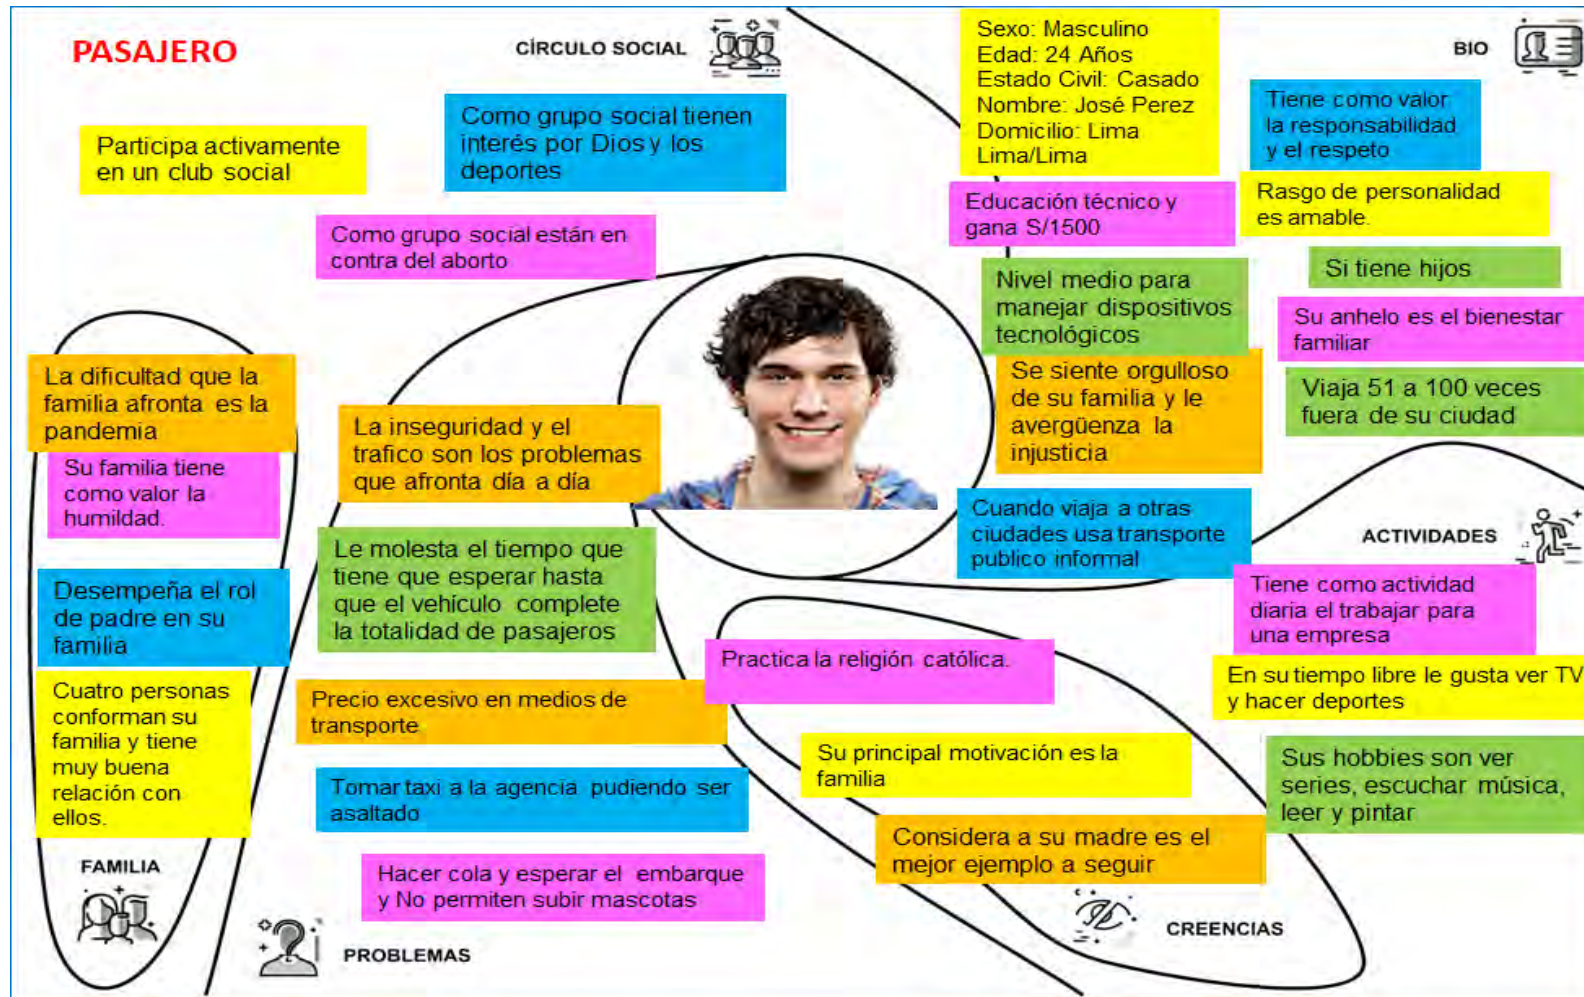 PASAJERO
CÍRCULO SOCIAL
Participa activamente
en un club social
Como grupo social tienen
interés por Dios y los
deportes
Como grupo social están en
contra del aborto
BIO
Sexo: Masculino
Edad: 24 Años
Estado Civil: Casado
Nombre: José Perez
Domicilio: Lima
Lima/Lima
Tiene como valor
la responsabilidad
y el respeto
Educación técnico y
gana S/1500
Rasgo de personalidad
es amable.
Nivel medio para
manejar dispositivos
tecnológicos
Si tiene hijos
Su anhelo es el bienestar
familiar
Se siente orgulloso
de su familia y le
avergüenza la
injusticia
Viaja 51 a 100 veces
fuera de su ciudad
Cuando viaja a otras
ciudades usa transporte
publico informal
La dificultad que la
familia afronta es la
pandemia
Su familia tiene
como valor la
humildad.
Desempeña el rol
de padre en su
familia
Cuatro personas
conforman su
familia y tiene
muy buena
relación con
ellos.
FAMILIA
La inseguridad y el
trafico son los problemas
que afronta día a día
Le molesta el tiempo que
tiene que esperar hasta
que el vehículo complete
la totalidad de pasajeros
Precio excesivo en medios de
transporte
Tomar taxi a la agencia pudiendo ser
asaltado
Hacer cola y esperar el embarque
y No permiten subir mascotas
PROBLEMAS
Practica la religión católica.
Su principal motivación es la
familia
Considera a su madre es el
mejor ejemplo a seguir
CREENCIAS
ACTIVIDADES
Tiene como actividad
diaria el trabajar para
una empresa
En su tiempo libre le gusta ver TV
y hacer deportes
Sus hobbies son ver
series, escuchar música,
leer y pintar